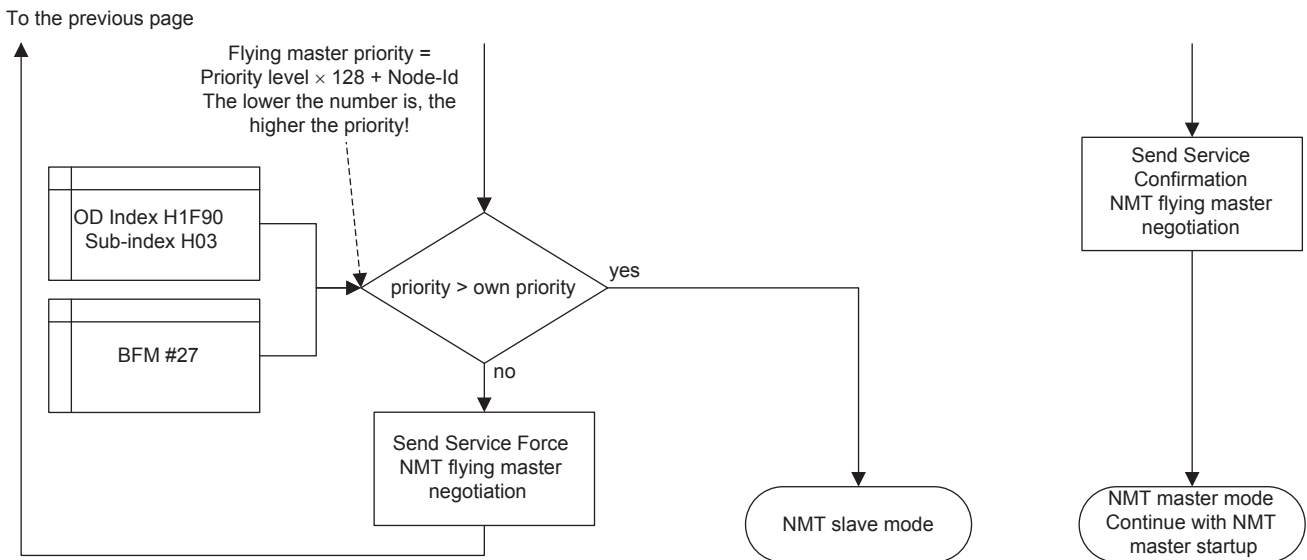 To the previous page
Flying master priority =
Priority level × 128 + Node-Id
The lower the number is, the
higher the priority!
OD Index H1F90
Sub-index H03
BFM #27
priority > own priority
yes
no
Send Service Force
NMT flying master
negotiation
NMT slave mode
Send Service
Confirmation
NMT flying master
negotiation
NMT master mode
Continue with NMT
master startup